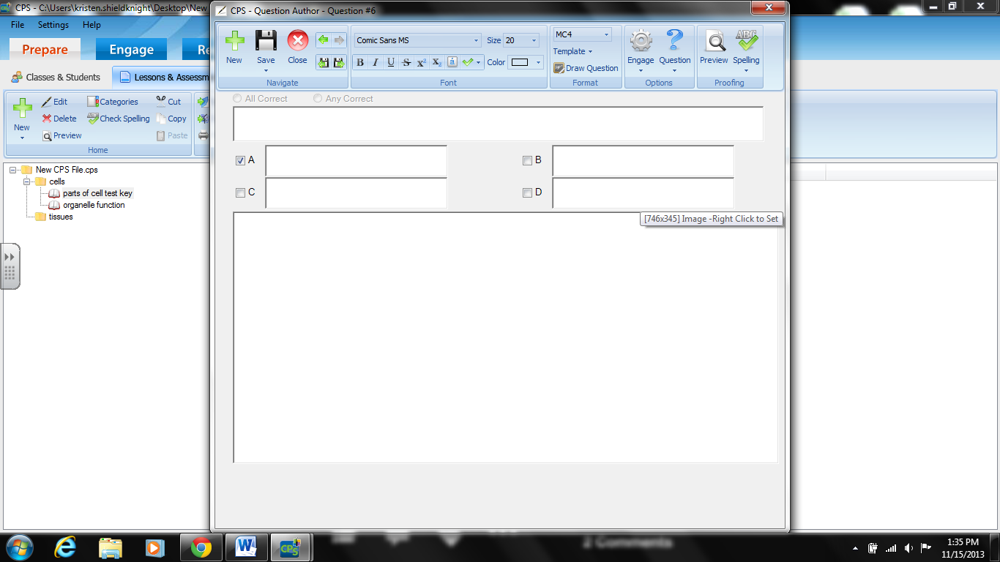 CPS - C:\Users\kristen.shieldknight\Desktop\New
CPS - Question Author - Question #6
File Settings Help
Prepare Engage Re
Classes & Students Lessons & Assessm
New
Edit
Delete
Preview
Categories
Check Spelling
Cut
Copy
Paste
Home
New CPS File.cps
cells
parts of cell test key
organelle function
tissues
New Save Close
Navigate
Comic Sans MS Size 20
B I U S x² X₂ á Color
Font
MC4
Template
Draw Question
Format
Engage Question
Options
ABC
Preview Spelling
Proofing
All Correct Any Correct
A B
C D
[746x345] Image -Right Click to Set
2 Comments
W CPS
1:35 PM
11/15/2013